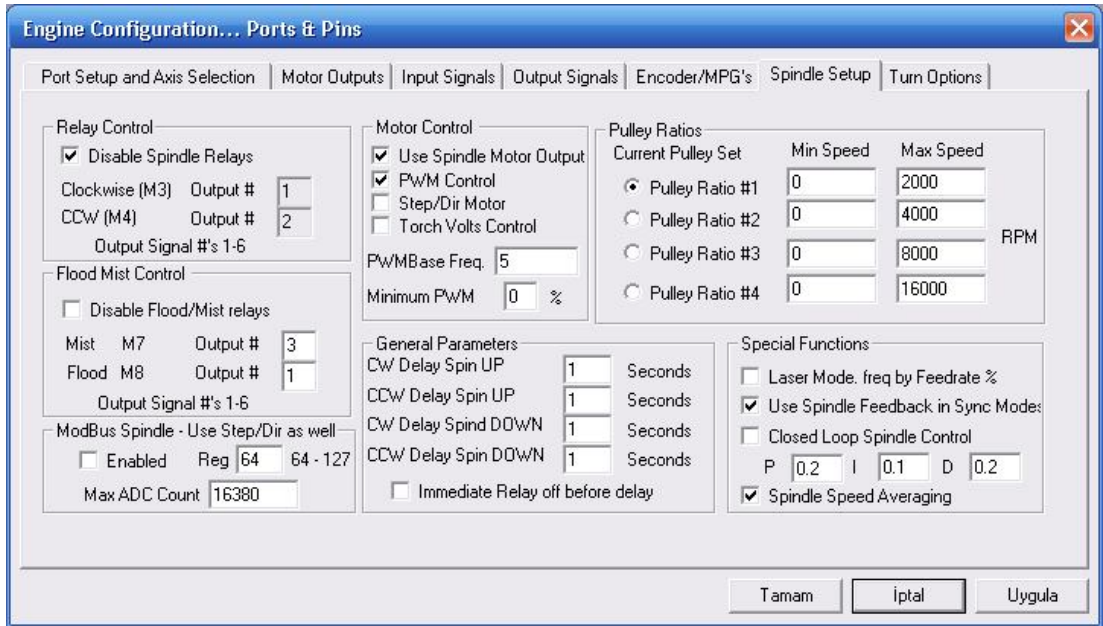 Engine Configuration... Ports & Pins
Port Setup and Axis Selection Motor Outputs Input Signals Output Signals Encoder/MPG's Spindle Setup Turn Options
Relay Control
Disable Spindle Relays
Clockwise (M3) Output # 1
CCW (M4) Output # 2
Output Signal #'s 1-6
Flood Mist Control
Disable Flood/Mist relays
Mist M7 Output # 3
Flood M8 Output # 1
Output Signal #'s 1-6
ModBus Spindle - Use Step/Dir as well
Enabled Reg 64 64 - 127
Max ADC Count 16380
Motor Control
Use Spindle Motor Output
PWM Control
Step/Dir Motor
Torch Volts Control
PWMBase Freq. 5
Minimum PWM 0 %
General Parameters
CW Delay Spin UP 1 Seconds
CCW Delay Spin UP 1 Seconds
CW Delay Spind DOWN 1 Seconds
CCW Delay Spin DOWN 1 Seconds
Immediate Relay off before delay
Pulley Ratios
Current Pulley Set Min Speed Max Speed
Pulley Ratio #1 0 2000
Pulley Ratio #2 0 4000
RPM
Pulley Ratio #3 0 8000
Pulley Ratio #4 0 16000
Special Functions
Laser Mode. freq by Feedrate %
Use Spindle Feedback in Sync Modes
Closed Loop Spindle Control
P 0.2 I 0.1 D 0.2
Spindle Speed Averaging
Tamam İptal Uygula